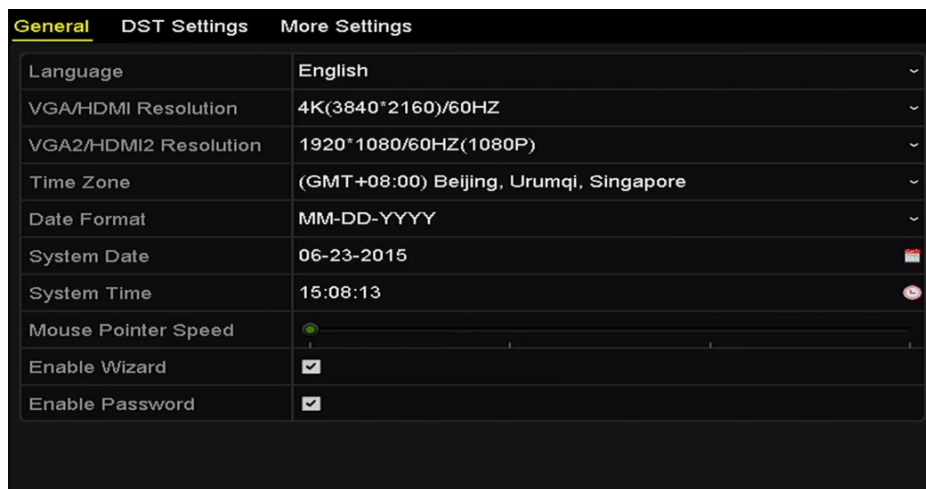 General DST Settings More Settings
Language English
VGA/HDMI Resolution 4K(3840*2160)/60HZ
VGA2/HDMI2 Resolution 1920*1080/60HZ(1080P)
Time Zone (GMT+08:00) Beijing, Urumqi, Singapore
Date Format MM-DD-YYYY
System Date 06-23-2015
System Time 15:08:13
Mouse Pointer Speed
Enable Wizard
Enable Password